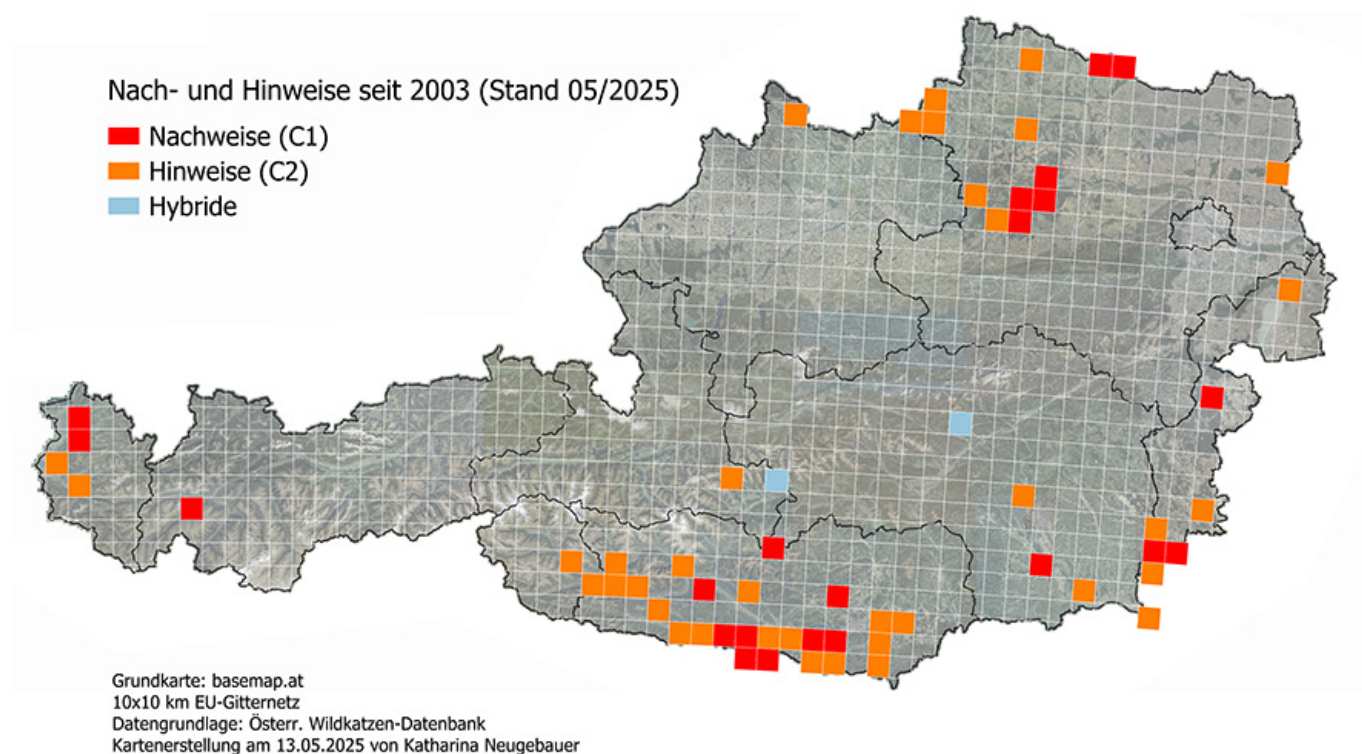 Nach- und Hinweise seit 2003 (Stand 05/2025)
Nachweise (C1)
Hinweise (C2)
Hybride
Grundkarte: basemap.at
10x10 km EU-Gitternetz
Datengrundlage: Österr. Wildkatzen-Datenbank
Kartenerstellung am 13.05.2025 von Katharina Neugebauer